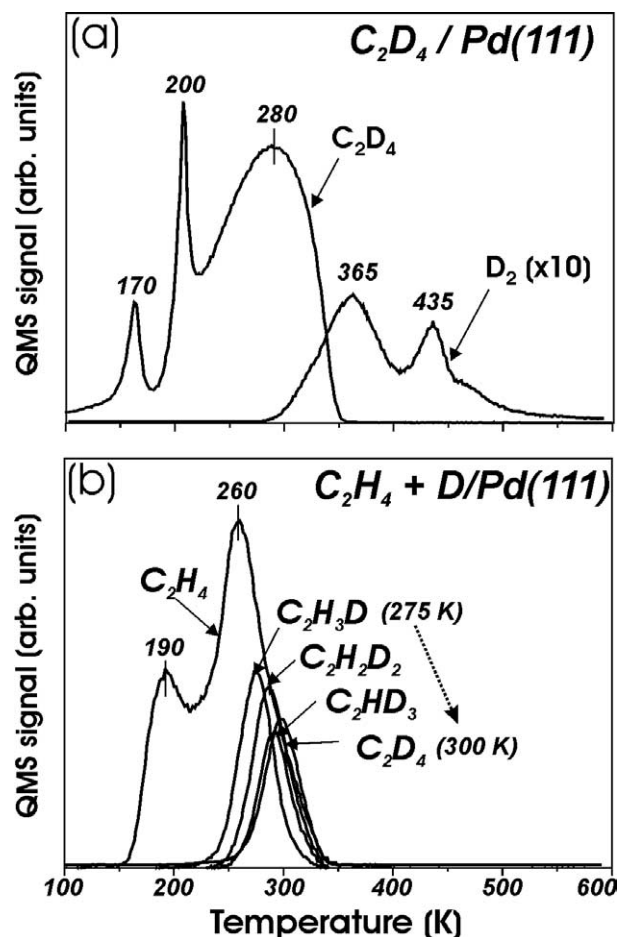 (a)
C₂D₄ / Pd(111)
200
280
C₂D₄
170
365
435
D₂ (x10)
QMS signal (arb. units)
(b)
C₂H₄ + D/Pd(111)
260
C₂H₄
C₂H₃D (275 K)
190
C₂H₂D₂
C₂HD₃
C₂D₄ (300 K)
QMS signal (arb. units)
100 200 300 400 500 600
Temperature (K)